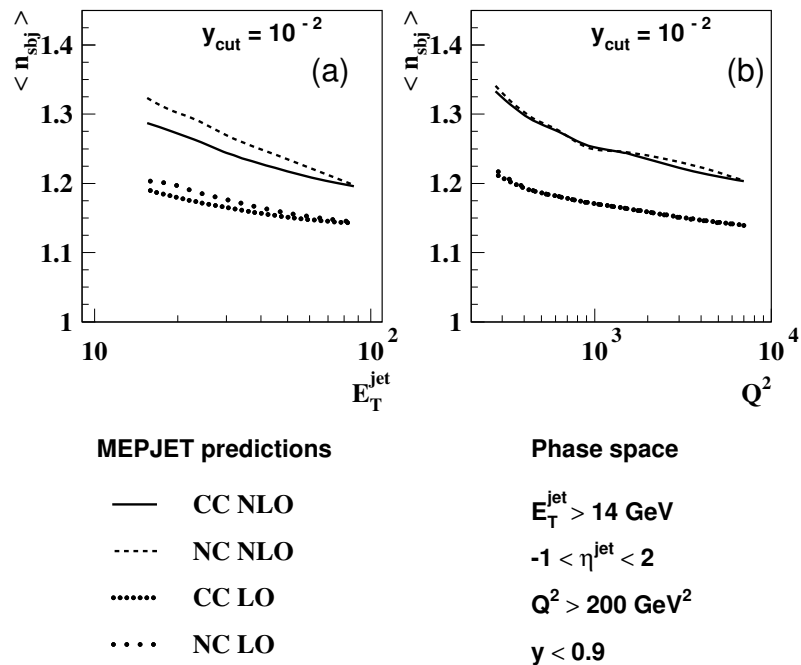 < n_sbj >
y_cut = 10^-2
(a)
1.4
1.3
1.2
1.1
1
10
10^2
E_T^jet
< n_sbj >
y_cut = 10^-2
(b)
1.4
1.3
1.2
1.1
1
10^3
10^4
Q^2
MEPJET predictions
CC NLO
NC NLO
CC LO
NC LO
Phase space
E_T^jet > 14 GeV
-1 < η^jet < 2
Q^2 > 200 GeV^2
y < 0.9